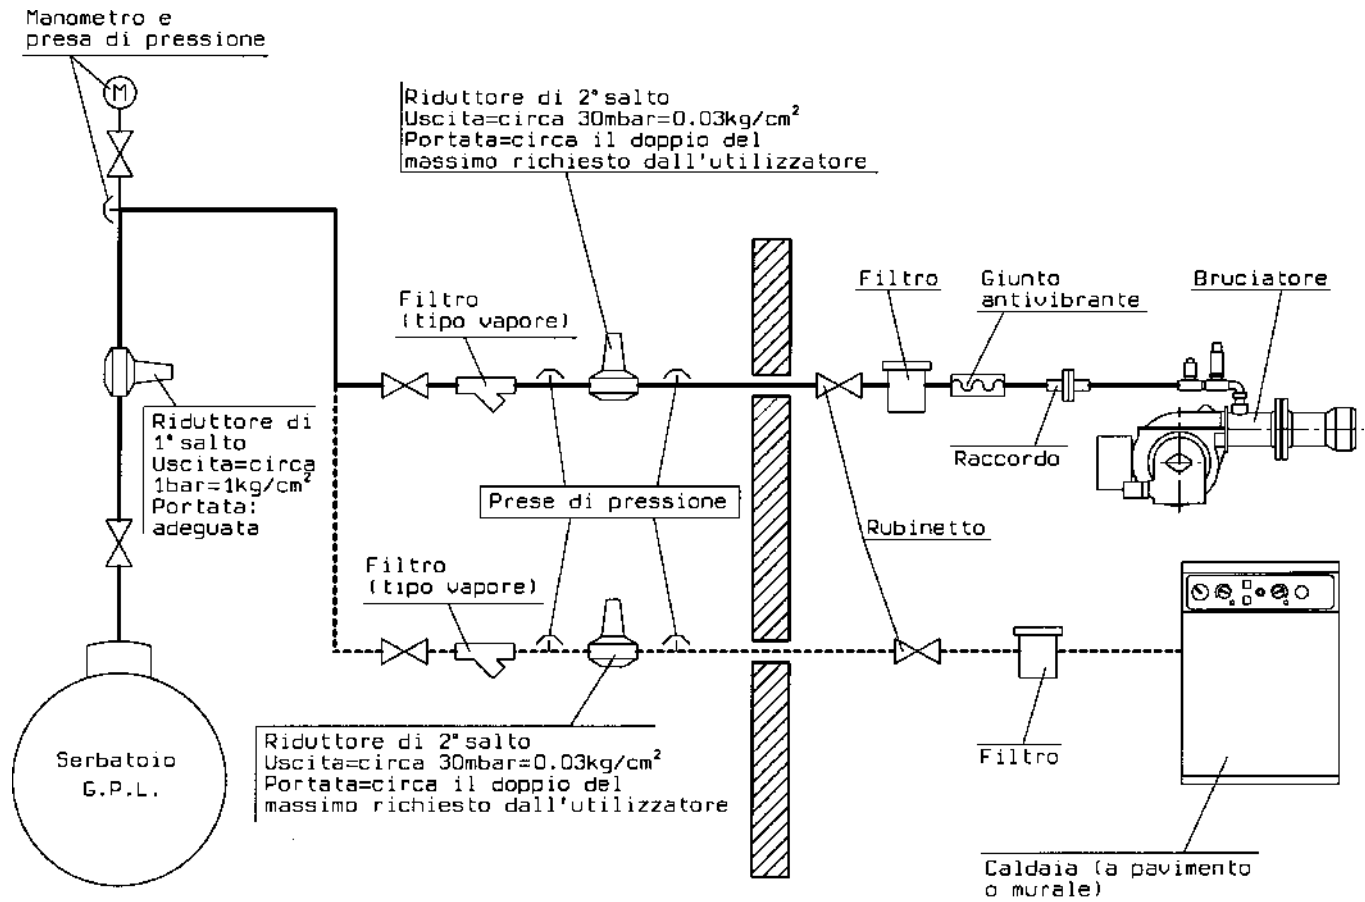 Manometro e
presa di pressione
M
Riduttore di 2° salto
Uscita=circa 30mbar=0.03kg/cm²
Portata=circa il doppio del
massimo richiesto dall'utilizzatore
Filtro
(tipo vapore)
Filtro
Giunto
antivibrante
Bruciatore
Riduttore di
1° salto
Uscita=circa
1bar=1kg/cm²
Portata:
adeguata
Raccordo
Prese di pressione
Rubinetto
Filtro
(tipo vapore)
Serbatoio
G.P.L.
Riduttore di 2° salto
Uscita=circa 30mbar=0.03kg/cm²
Portata=circa il doppio del
massimo richiesto dall'utilizzatore
Filtro
Caldaia (a pavimento
o murale)